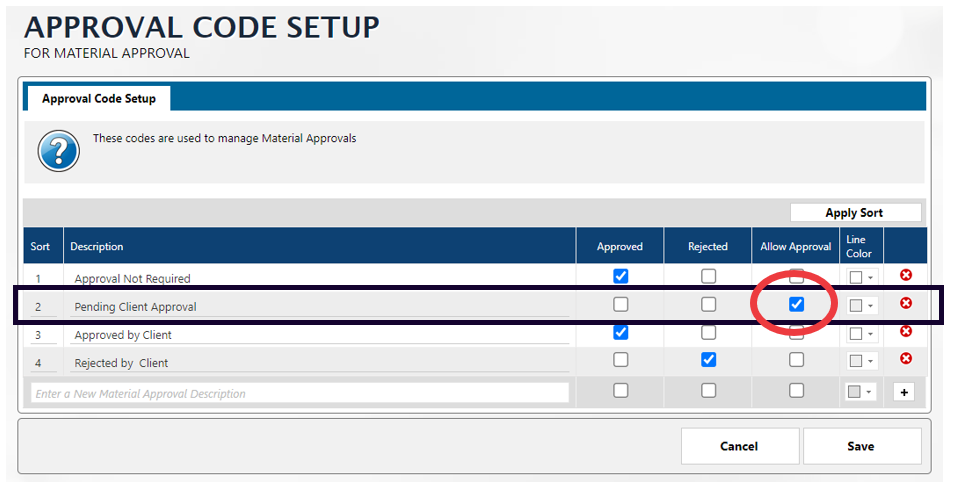 APPROVAL CODE SETUP
FOR MATERIAL APPROVAL
Approval Code Setup
?
These codes are used to manage Material Approvals
Apply Sort
Sort Description Approved Rejected Allow Approval Line Color
1 Approval Not Required
2 Pending Client Approval
3 Approved by Client
4 Rejected by Client
Enter a New Material Approval Description
Cancel Save